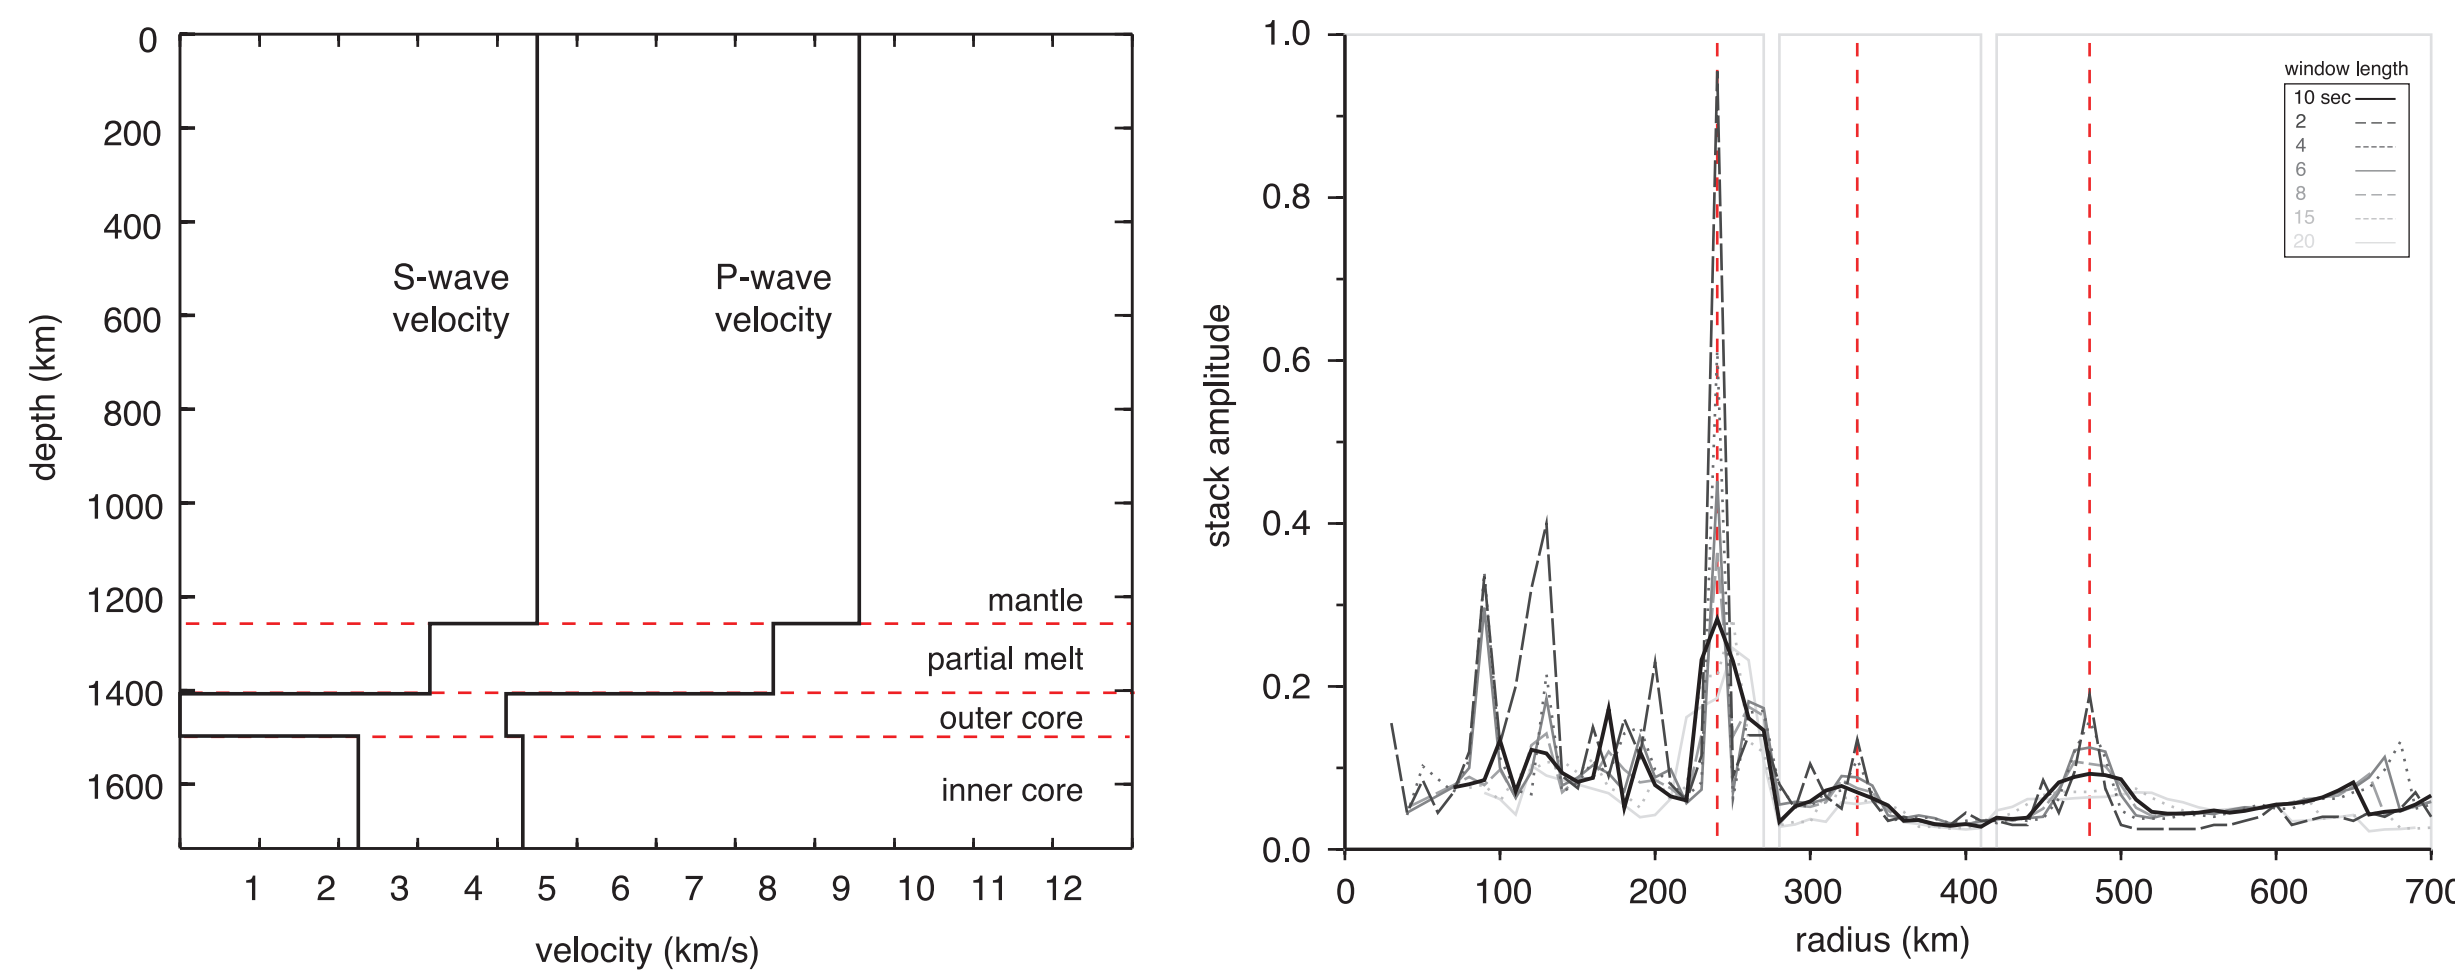 0
200
400
600
800
1000
1200
1400
1600
depth (km)
S-wave
velocity
P-wave
velocity
mantle
partial melt
outer core
inner core
1 2 3 4 5 6 7 8 9 10 11 12
velocity (km/s)
1.0
0.8
0.6
0.4
0.2
0.0
stack amplitude
window length
10 sec
2
4
6
8
15
20
0 100 200 300 400 500 600 700
radius (km)